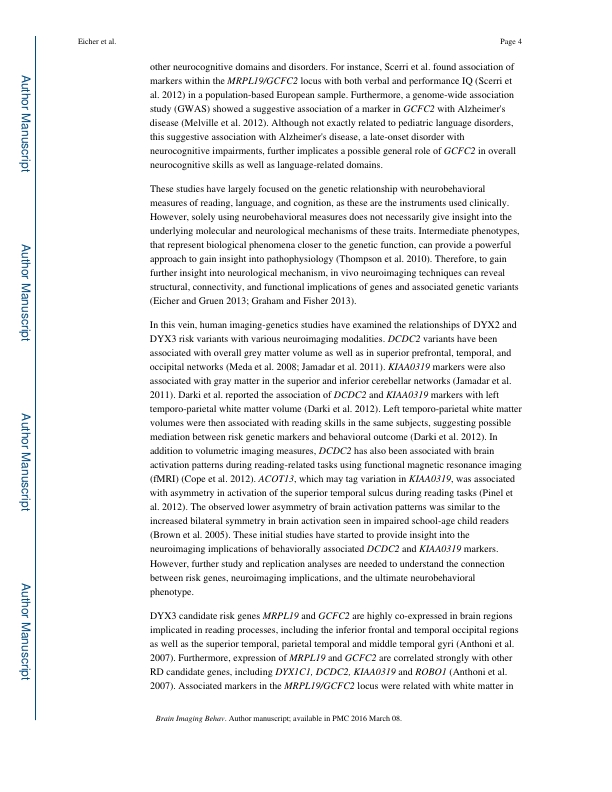 Eicher et al.
Page 4
other neurocognitive domains and disorders. For instance, Scerri et al. found association of
markers within the MRPL19/GCFC2 locus with both verbal and performance IQ (Scerri et
al. 2012) in a population-based European sample. Furthermore, a genome-wide association
study (GWAS) showed a suggestive association of a marker in GCFC2 with Alzheimer's
disease (Melville et al. 2012). Although not exactly related to pediatric language disorders,
this suggestive association with Alzheimer's disease, a late-onset disorder with
neurocognitive impairments, further implicates a possible general role of GCFC2 in overall
neurocognitive skills as well as language-related domains.
These studies have largely focused on the genetic relationship with neurobehavioral
measures of reading, language, and cognition, as these are the instruments used clinically.
However, solely using neurobehavioral measures does not necessarily give insight into the
underlying molecular and neurological mechanisms of these traits. Intermediate phenotypes,
that represent biological phenomena closer to the genetic function, can provide a powerful
approach to gain insight into pathophysiology (Thompson et al. 2010). Therefore, to gain
further insight into neurological mechanism, in vivo neuroimaging techniques can reveal
structural, connectivity, and functional implications of genes and associated genetic variants
(Eicher and Gruen 2013; Graham and Fisher 2013).
In this vein, human imaging-genetics studies have examined the relationships of DYX2 and
DYX3 risk variants with various neuroimaging modalities. DCDC2 variants have been
associated with overall grey matter volume as well as in superior prefrontal, temporal, and
occipital networks (Meda et al. 2008; Jamadar et al. 2011). KIAA0319 markers were also
associated with gray matter in the superior and inferior cerebellar networks (Jamadar et al.
2011). Darki et al. reported the association of DCDC2 and KIAA0319 markers with left
temporo-parietal white matter volume (Darki et al. 2012). Left temporo-parietal white matter
volumes were then associated with reading skills in the same subjects, suggesting possible
mediation between risk genetic markers and behavioral outcome (Darki et al. 2012). In
addition to volumetric imaging measures, DCDC2 has also been associated with brain
activation patterns during reading-related tasks using functional magnetic resonance imaging
(fMRI) (Cope et al. 2012). ACOT13, which may tag variation in KIAA0319, was associated
with asymmetry in activation of the superior temporal sulcus during reading tasks (Pinel et
al. 2012). The observed lower asymmetry of brain activation patterns was similar to the
increased bilateral symmetry in brain activation seen in impaired school-age child readers
(Brown et al. 2005). These initial studies have started to provide insight into the
neuroimaging implications of behaviorally associated DCDC2 and KIAA0319 markers.
However, further study and replication analyses are needed to understand the connection
between risk genes, neuroimaging implications, and the ultimate neurobehavioral
phenotype.
DYX3 candidate risk genes MRPL19 and GCFC2 are highly co-expressed in brain regions
implicated in reading processes, including the inferior frontal and temporal occipital regions
as well as the superior temporal, parietal temporal and middle temporal gyri (Anthoni et al.
2007). Furthermore, expression of MRPL19 and GCFC2 are correlated strongly with other
RD candidate genes, including DYX1C1, DCDC2, KIAA0319 and ROBO1 (Anthoni et al.
2007). Associated markers in the MRPL19/GCFC2 locus were related with white matter in
Brain Imaging Behav. Author manuscript; available in PMC 2016 March 08.
Author Manuscript
Author Manuscript
Author Manuscript
Author Manuscript